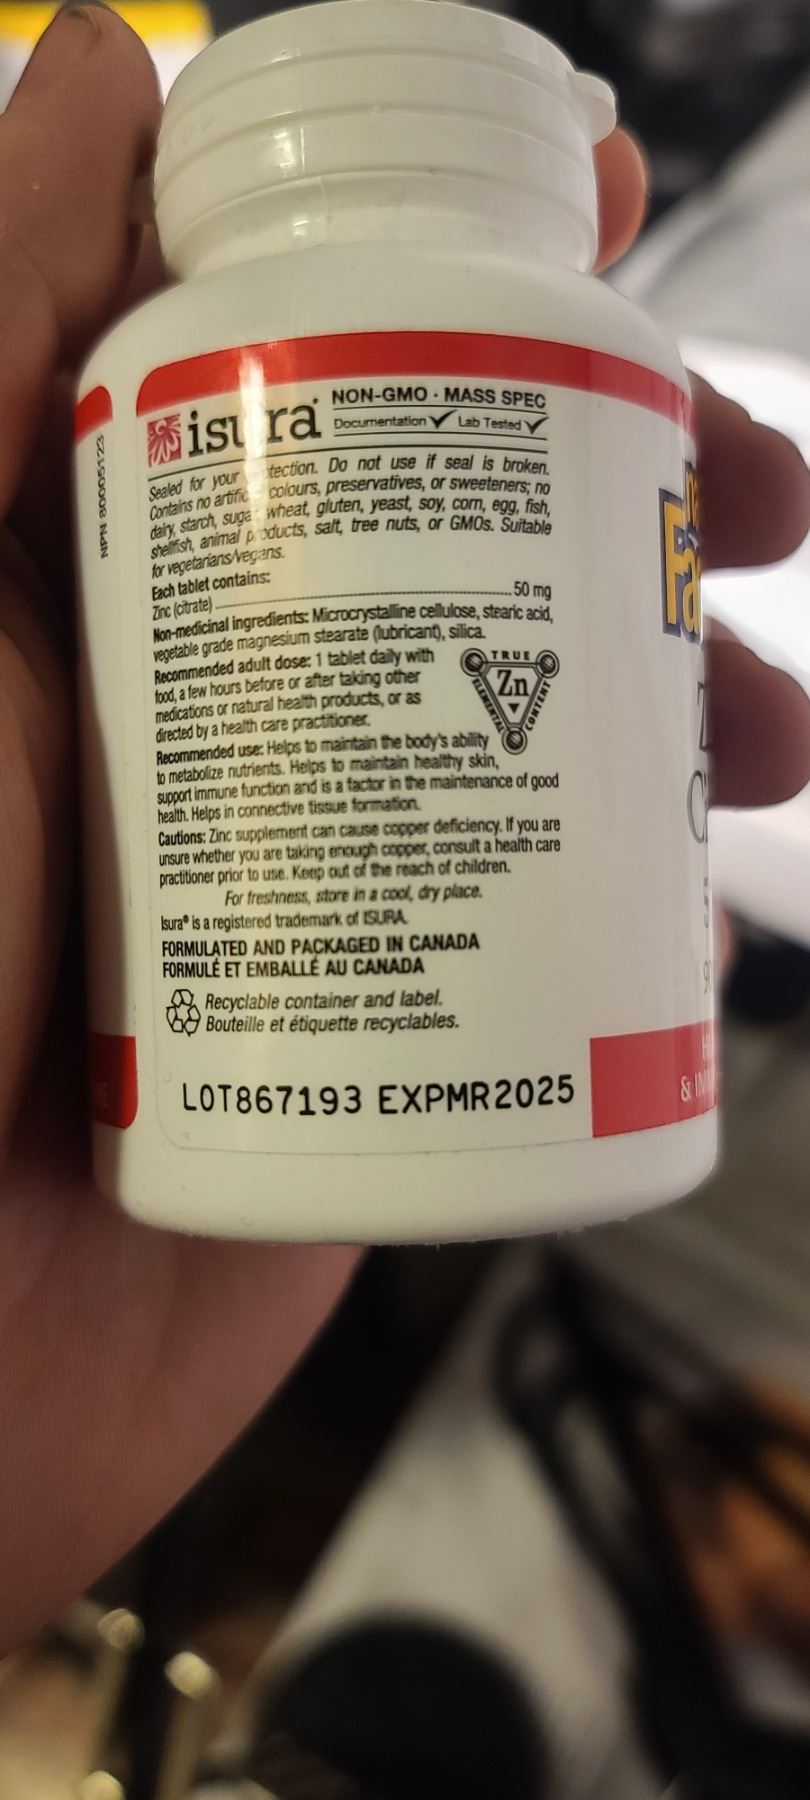 isura
NON-GMO · MASS SPEC
Documentation ✓ Lab Tested ✓
NPN 80005123
Sealed for your tection. Do not use if seal is broken.
Contains no artific colours, preservatives, or sweeteners; no
dairy, starch, suga wheat, gluten, yeast, soy, corn, egg, fish,
shellfish, animal p oducts, salt, tree nuts, or GMOs. Suitable
for vegetarians/vegans.
Each tablet contains:
Zinc (citrate) ........ 50 mg
Non-medicinal ingredients: Microcrystalline cellulose, stearic acid,
vegetable grade magnesium stearate (lubricant), silica.
Recommended adult dose: 1 tablet daily with
food, a few hours before or after taking other
medications or natural health products, or as
directed by a health care practitioner.
TRUE
Zn
ELEMENTAL
CONTENT
Recommended use: Helps to maintain the body's ability
to metabolize nutrients. Helps to maintain healthy skin,
support immune function and is a factor in the maintenance of good
health. Helps in connective tissue formation.
Cautions: Zinc supplement can cause copper deficiency. If you are
unsure whether you are taking enough copper, consult a health care
practitioner prior to use. Keep out of the reach of children.
For freshness, store in a cool, dry place.
Isura® is a registered trademark of ISURA.
FORMULATED AND PACKAGED IN CANADA
FORMULÉ ET EMBALLÉ AU CANADA
Recyclable container and label.
Bouteille et étiquette recyclables.
LOT867193 EXPMR2025